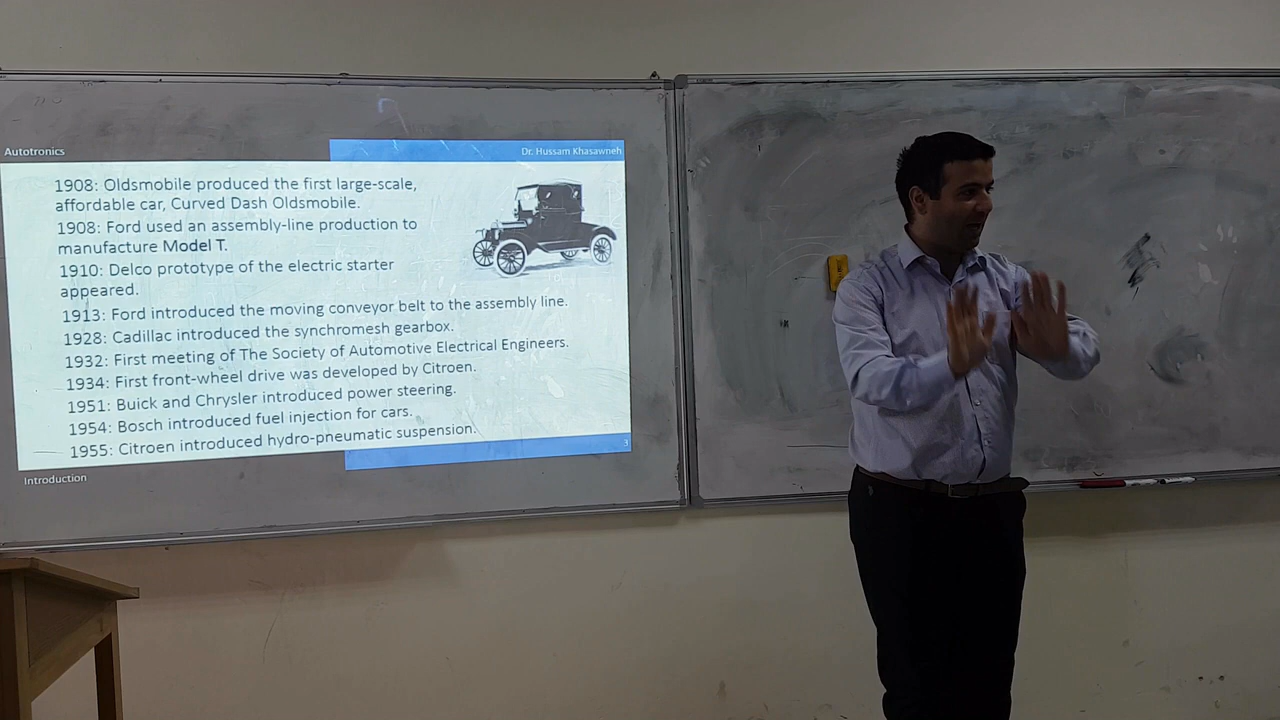 Autotronics
Dr. Hussam Khasawneh
1908: Oldsmobile produced the first large-scale,
affordable car, Curved Dash Oldsmobile.
1908: Ford used an assembly-line production to
manufacture Model T.
1910: Delco prototype of the electric starter
appeared.
1913: Ford introduced the moving conveyor belt to the assembly line.
1928: Cadillac introduced the synchromesh gearbox.
1932: First meeting of The Society of Automotive Electrical Engineers.
1934: First front-wheel drive was developed by Citroen.
1951: Buick and Chrysler introduced power steering.
1954: Bosch introduced fuel injection for cars.
1955: Citroen introduced hydro-pneumatic suspension.
3
Introduction